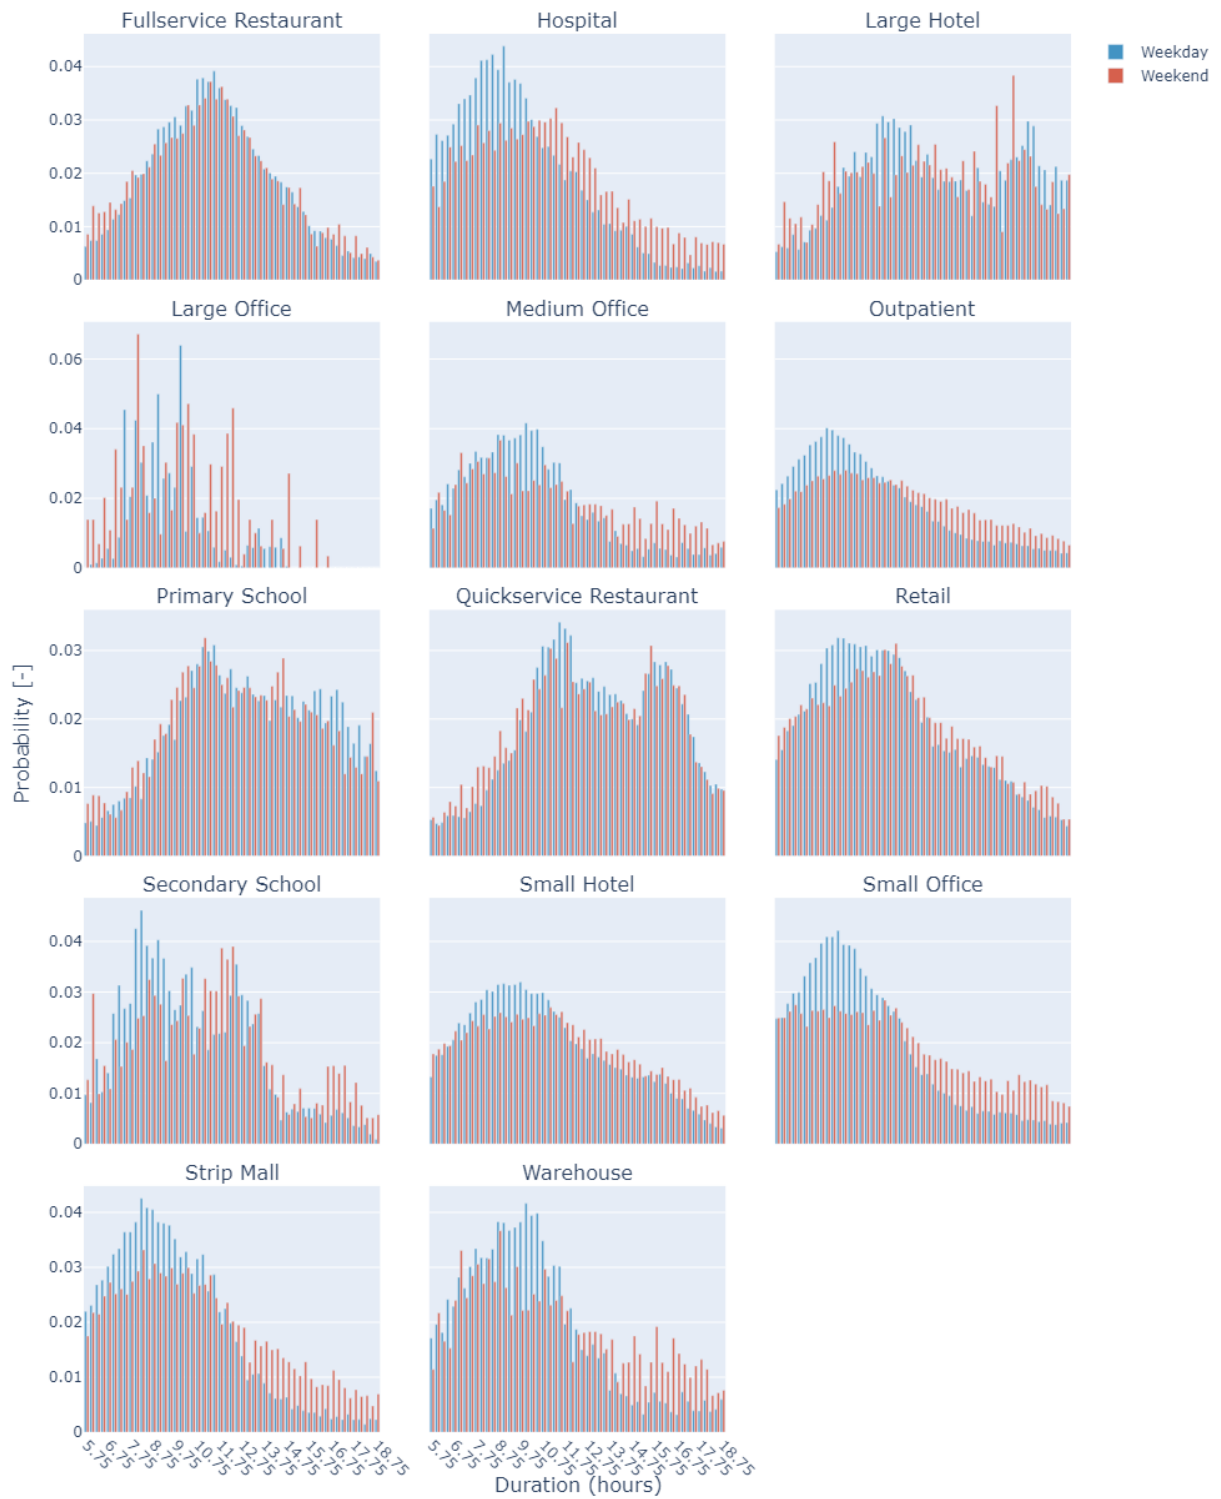 Fullservice Restaurant
Hospital
Large Hotel
Weekday
Weekend
0.04
0.03
0.02
0.01
0
Large Office
Medium Office
Outpatient
0.06
0.04
0.02
0
Primary School
Quickservice Restaurant
Retail
0.03
0.02
0.01
0
Probability [-]
Secondary School
Small Hotel
Small Office
0.04
0.03
0.02
0.01
0
Strip Mall
Warehouse
0.04
0.03
0.02
0.01
0
5.75 6.75 7.75 8.75 9.75 10.75 11.75 12.75 13.75 14.75 15.75 16.75 17.75 18.75
5.75 6.75 7.75 8.75 9.75 10.75 11.75 12.75 13.75 14.75 15.75 16.75 17.75 18.75
Duration (hours)